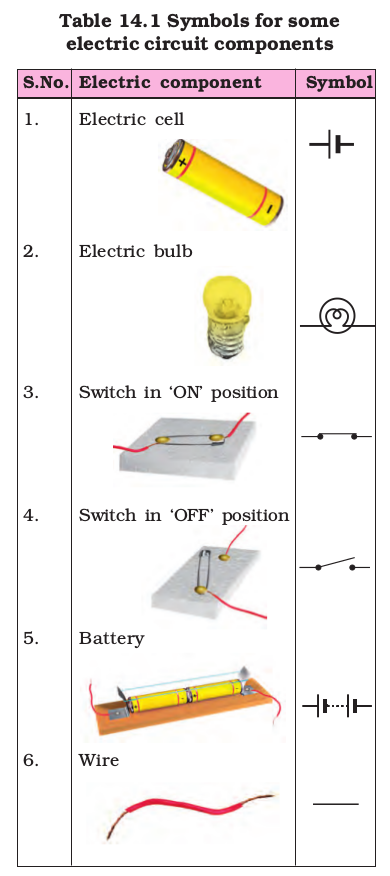 Table 14.1 Symbols for some
electric circuit components
S.No. Electric component Symbol
1. Electric cell
+
-
2. Electric bulb
3. Switch in ‘ON’ position
4. Switch in ‘OFF’ position
5. Battery
6. Wire